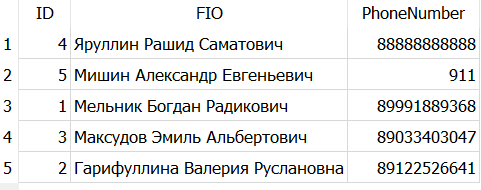 ID FIO PhoneNumber
1 4 Яруллин Рашид Саматович 88888888888
2 5 Мишин Александр Евгеньевич 911
3 1 Мельник Богдан Радикович 89991889368
4 3 Максудов Эмиль Альбертович 89033403047
5 2 Гарифуллина Валерия Руслановна 89122526641